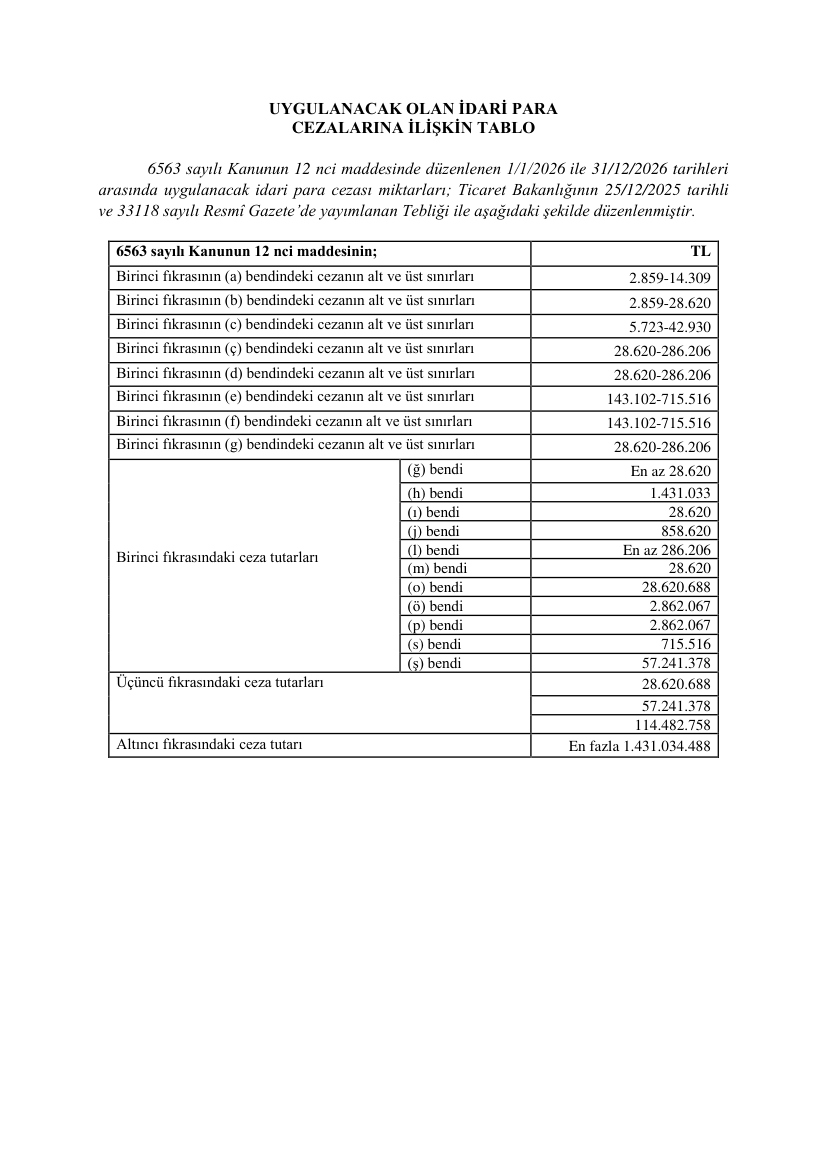 UYGULANACAK OLAN İDARİ PARA
CEZALARINA İLİŞKİN TABLO
6563 sayılı Kanunun 12 nci maddesinde düzenlenen 1/1/2026 ile 31/12/2026 tarihleri
arasında uygulanacak idari para cezası miktarları; Ticaret Bakanlığının 25/12/2025 tarihli
ve 33118 sayılı Resmî Gazete’de yayımlanan Tebliği ile aşağıdaki şekilde düzenlenmiştir.
6563 sayılı Kanunun 12 nci maddesinin; TL
Birinci fıkrasının (a) bendindeki cezanın alt ve üst sınırları 2.859-14.309
Birinci fıkrasının (b) bendindeki cezanın alt ve üst sınırları 2.859-28.620
Birinci fıkrasının (c) bendindeki cezanın alt ve üst sınırları 5.723-42.930
Birinci fıkrasının (ç) bendindeki cezanın alt ve üst sınırları 28.620-286.206
Birinci fıkrasının (d) bendindeki cezanın alt ve üst sınırları 28.620-286.206
Birinci fıkrasının (e) bendindeki cezanın alt ve üst sınırları 143.102-715.516
Birinci fıkrasının (f) bendindeki cezanın alt ve üst sınırları 143.102-715.516
Birinci fıkrasının (g) bendindeki cezanın alt ve üst sınırları 28.620-286.206
Birinci fıkrasındaki ceza tutarları
(ğ) bendi En az 28.620
(h) bendi 1.431.033
(ı) bendi 28.620
(j) bendi 858.620
(l) bendi En az 286.206
(m) bendi 28.620
(o) bendi 28.620.688
(ö) bendi 2.862.067
(p) bendi 2.862.067
(s) bendi 715.516
(ş) bendi 57.241.378
Üçüncü fıkrasındaki ceza tutarları 28.620.688
57.241.378
114.482.758
Altıncı fıkrasındaki ceza tutarı En fazla 1.431.034.488